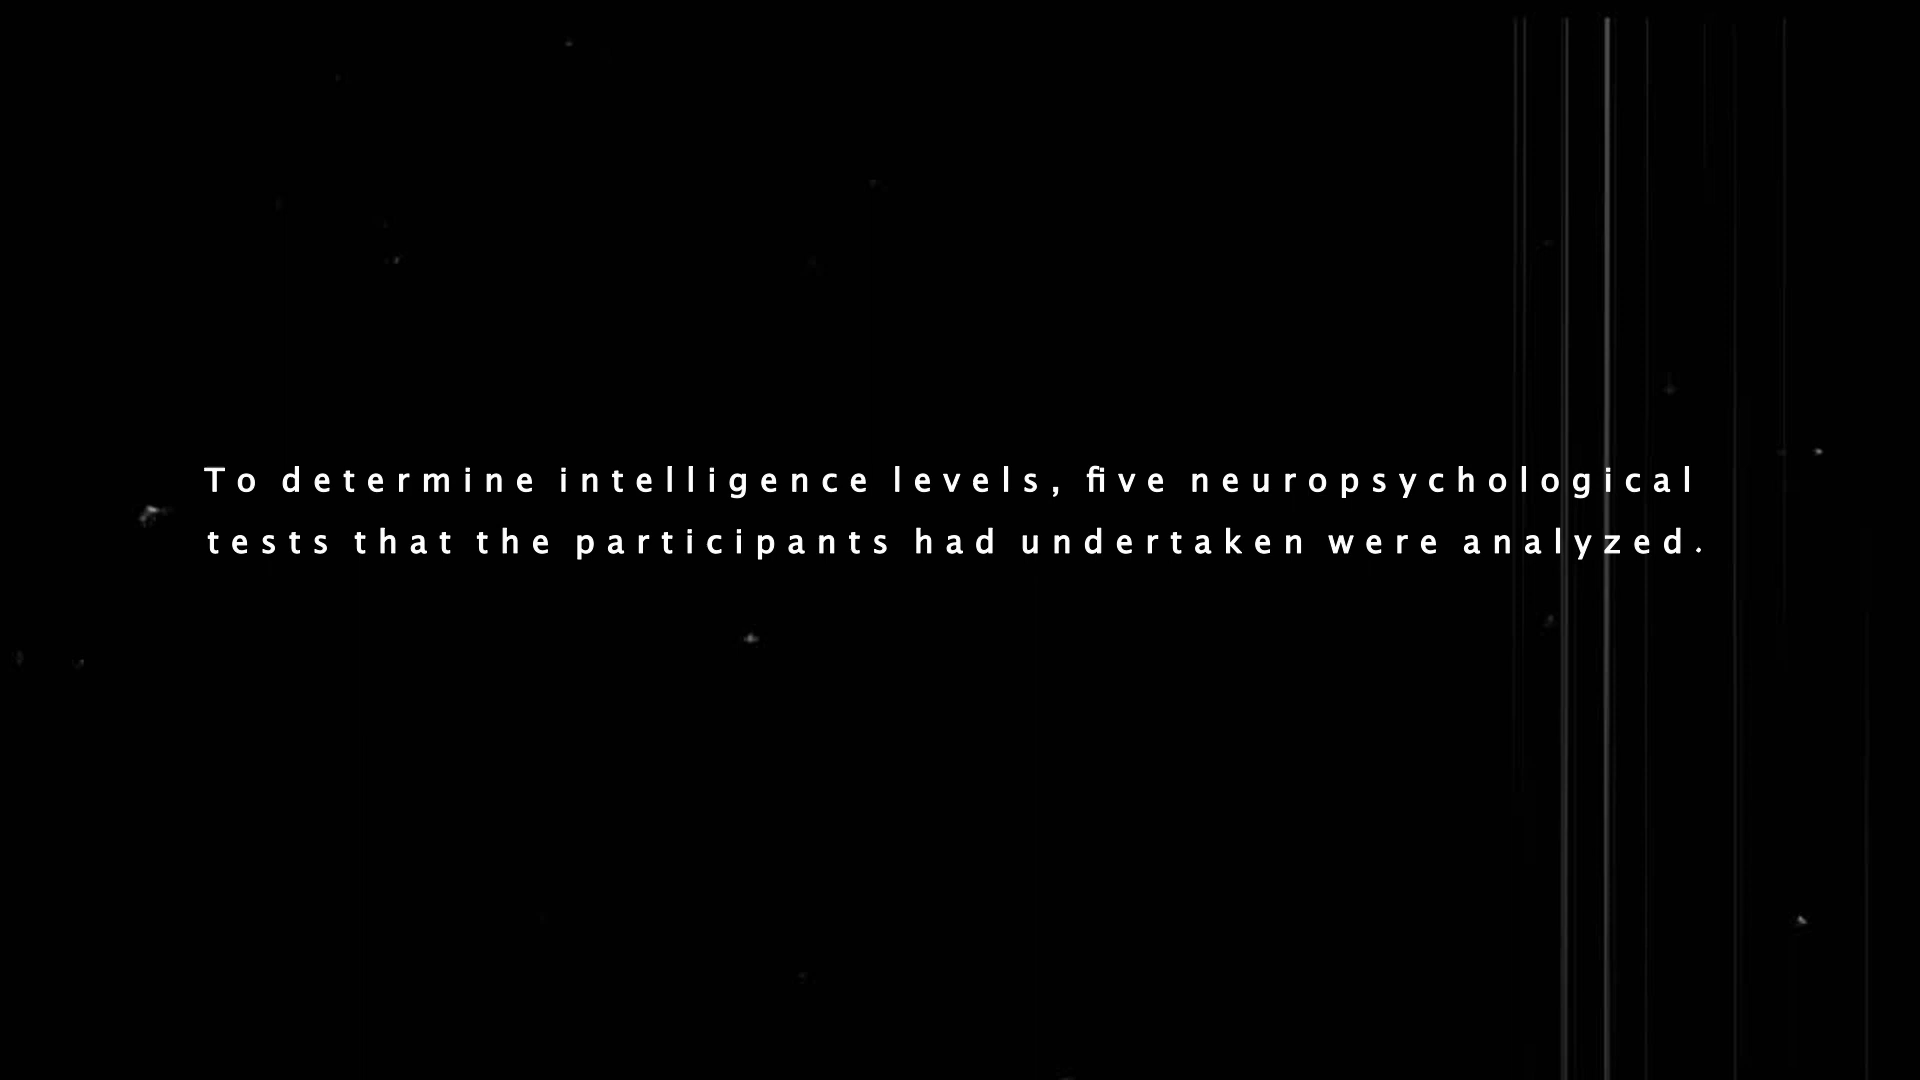 To determine intelligence levels, five neuropsychological
tests that the participants had undertaken were analyzed.